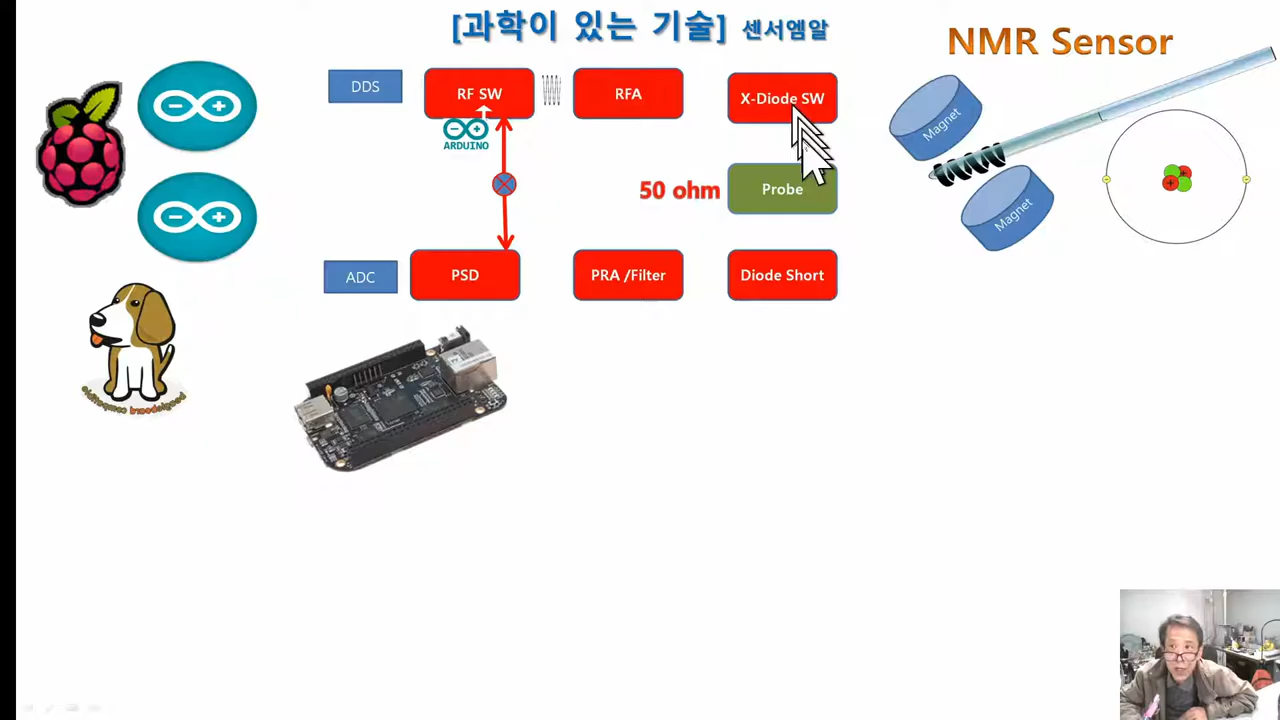 [과학이 있는 기술] 센서엠알
NMR Sensor
DDS
RF SW
RFA
X-Diode SW
Magnet
ARDUINO
50 ohm
Probe
Magnet
ADC
PSD
PRA /Filter
Diode Short